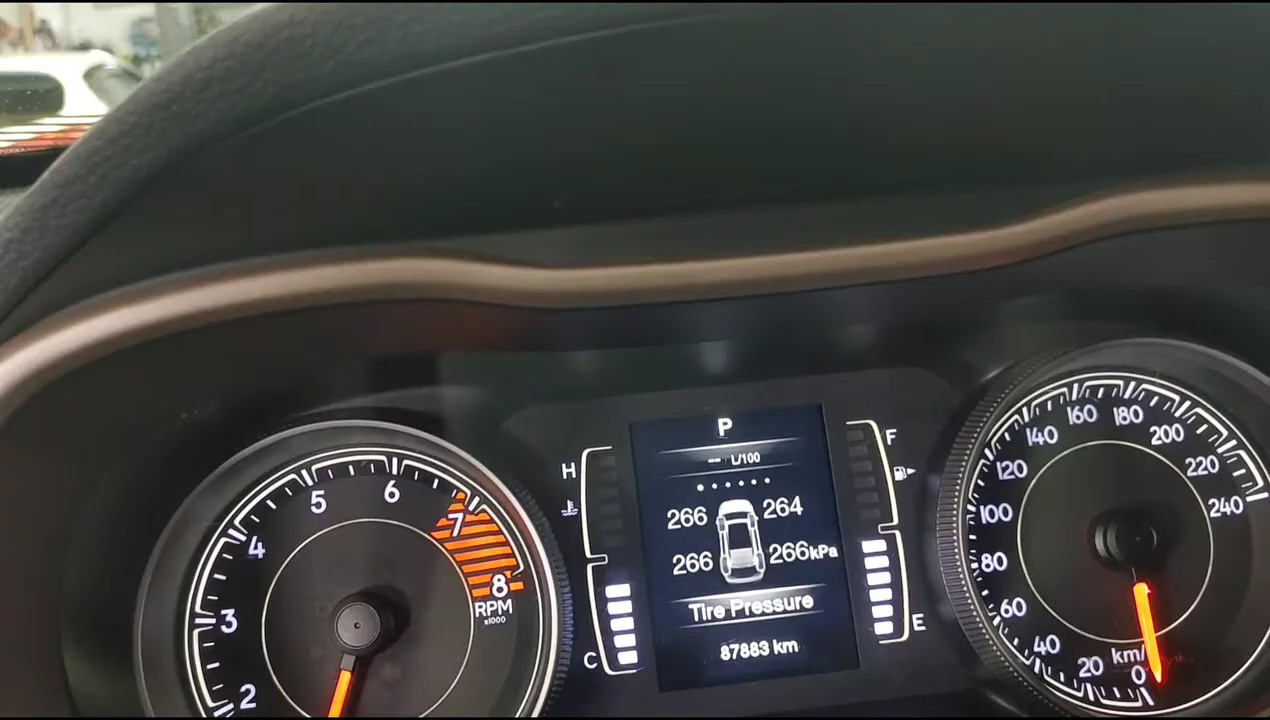 P
-- L/100
266 264
266 266kPa
Tire Pressure
87883 km
H
C
F
E
2
3
4
5
6
7
8
RPM
x1000
0
20
40
60
80
100
120
140
160
180
200
220
240
km/